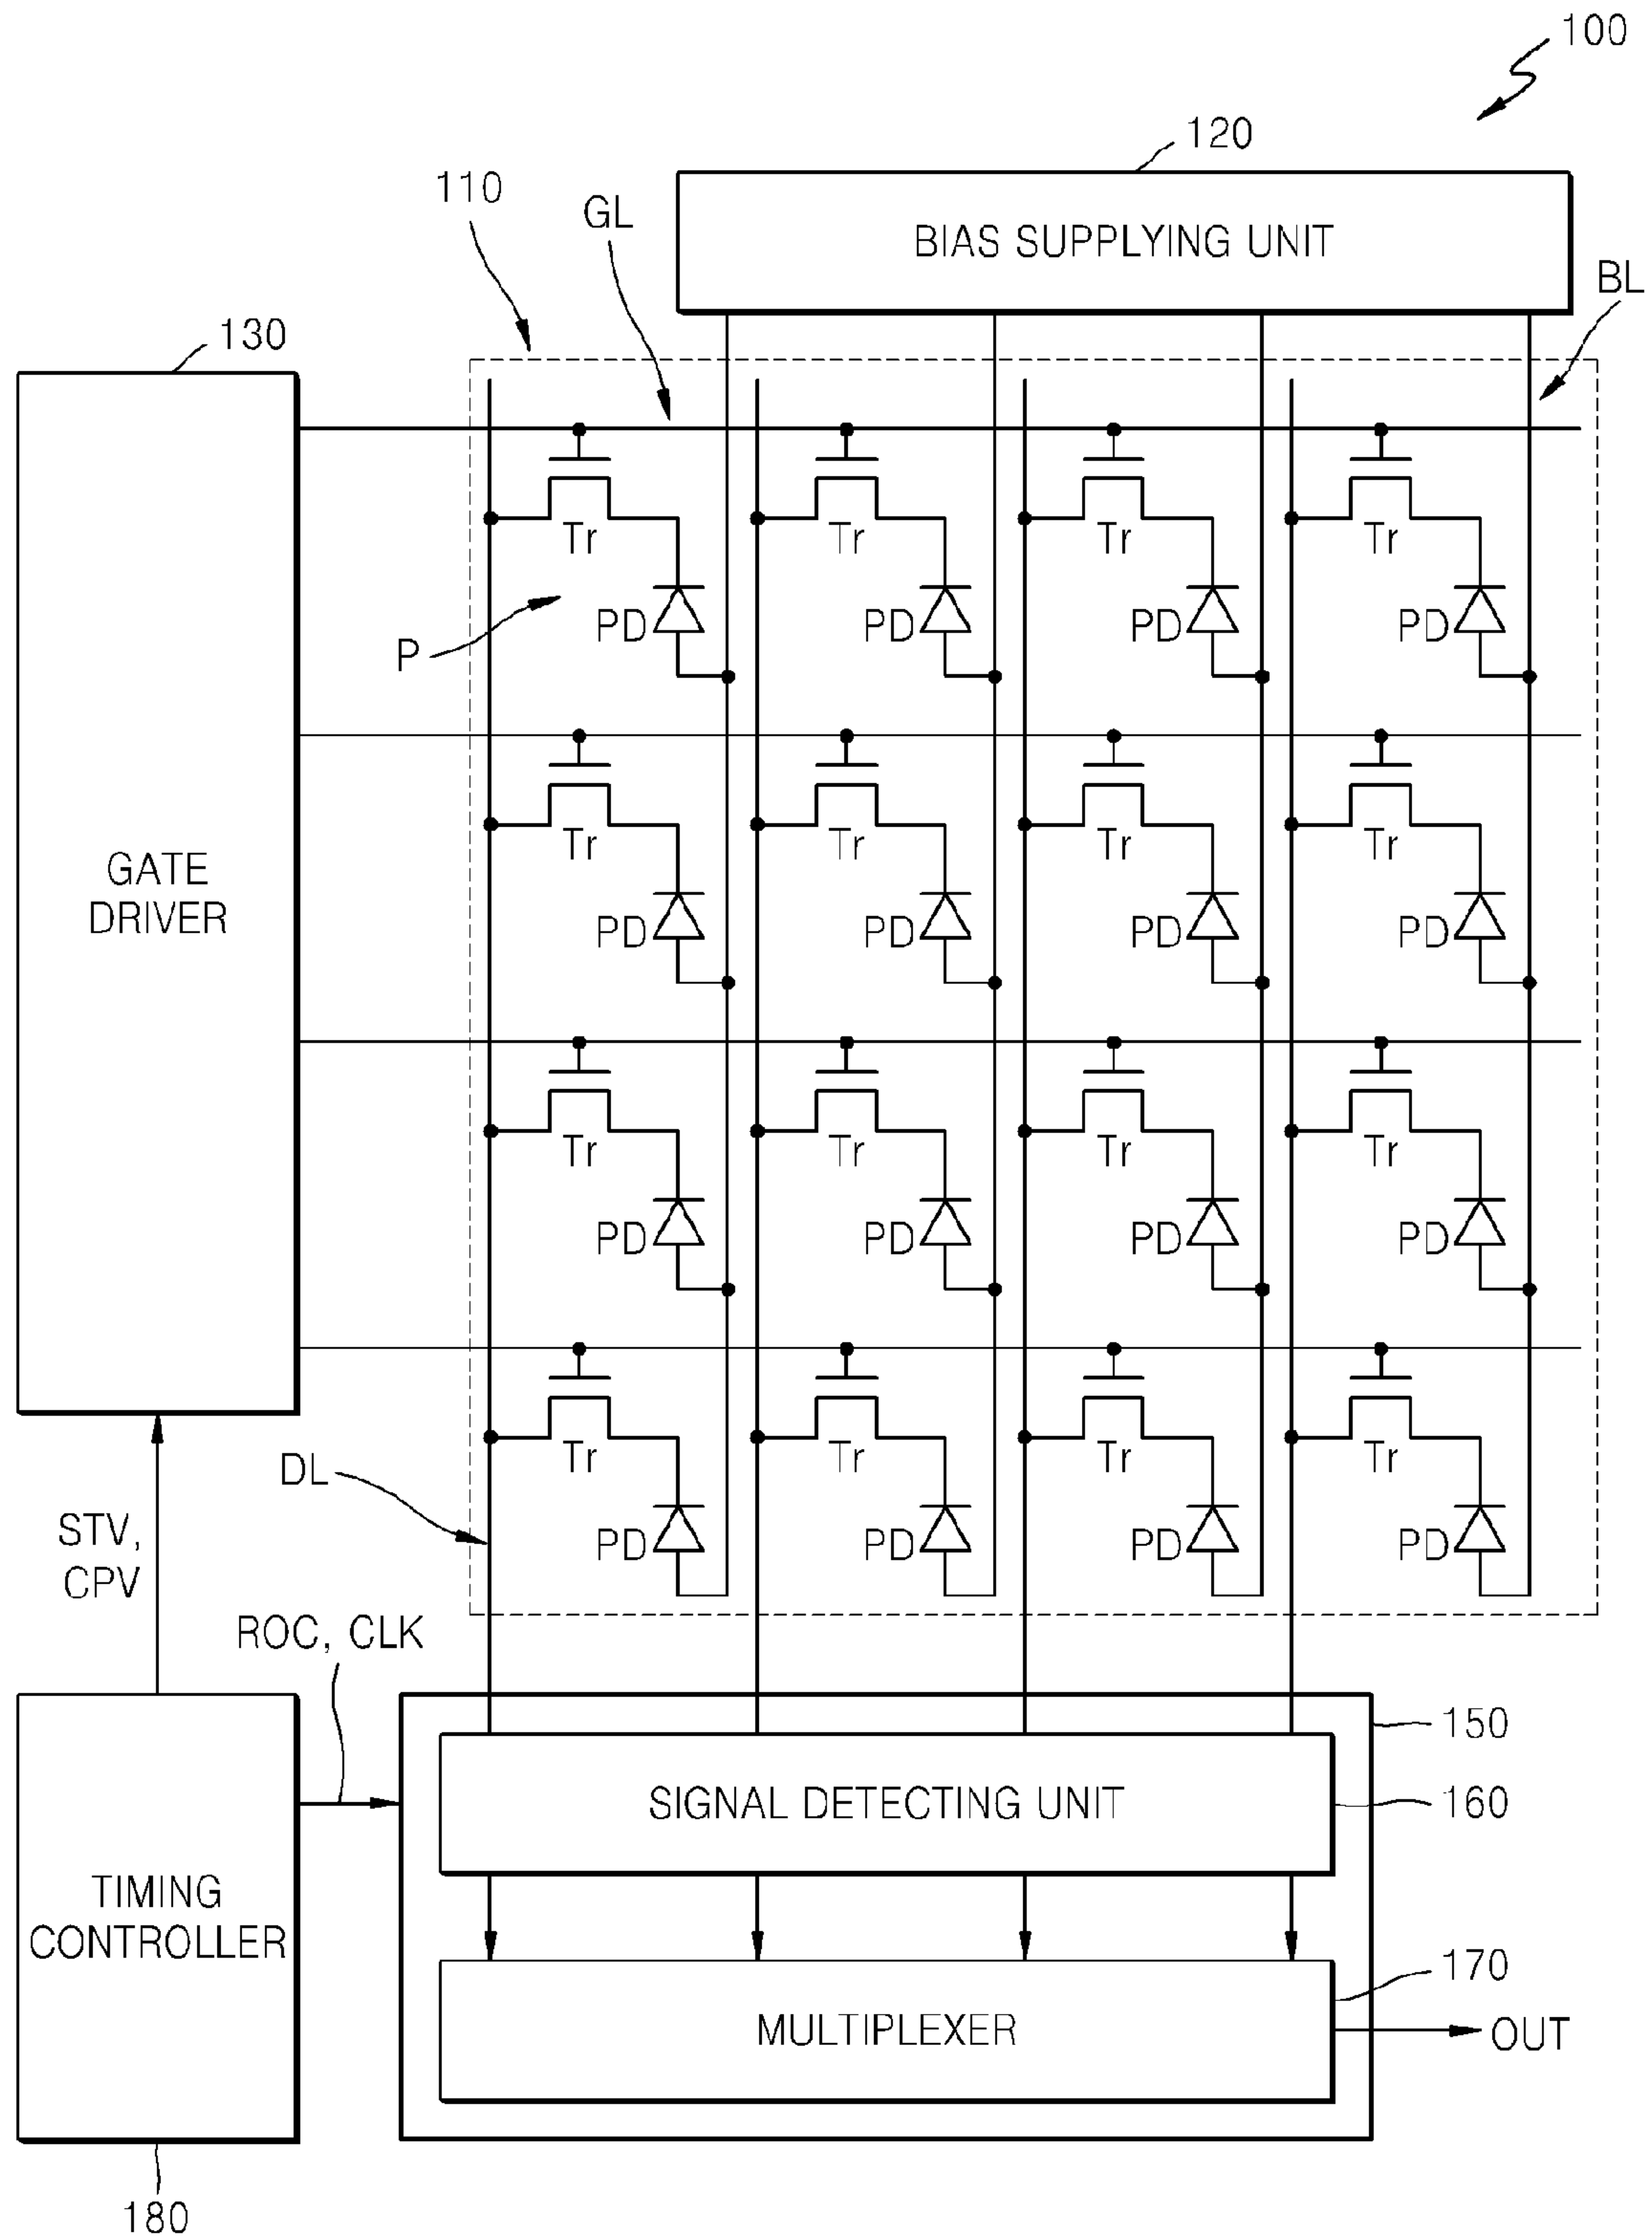 100
120
110
GL
BIAS SUPPLYING UNIT
BL
130
Tr Tr Tr Tr
P
PD PD PD PD
Tr Tr Tr Tr
GATE
DRIVER
PD PD PD PD
Tr Tr Tr Tr
PD PD PD PD
Tr Tr Tr Tr
DL
PD PD PD PD
STV,
CPV
ROC, CLK
150
SIGNAL DETECTING UNIT
160
TIMING
CONTROLLER
170
MULTIPLEXER
OUT
180